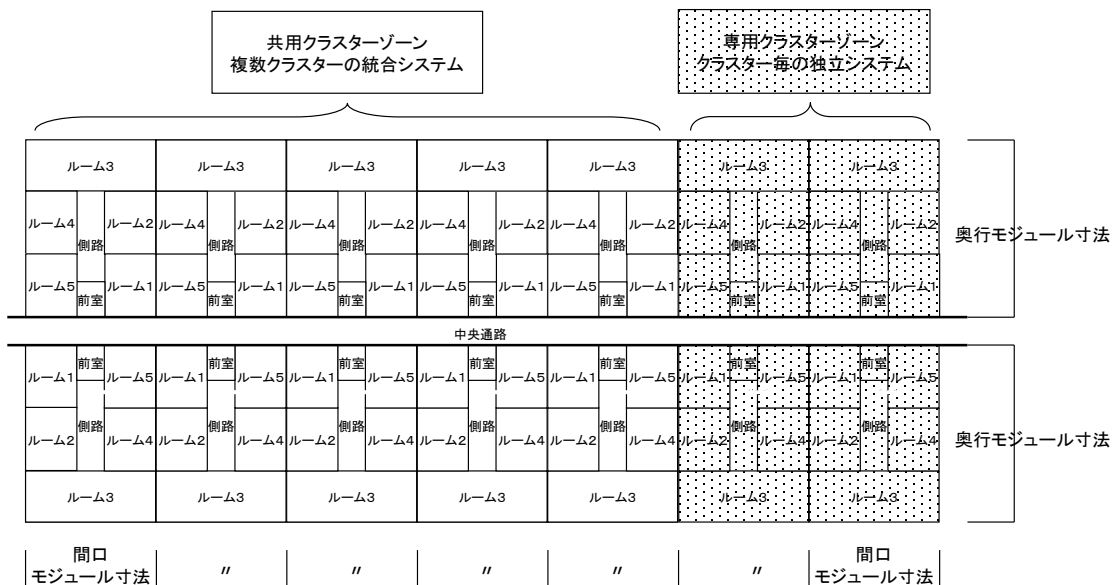 共用クラスターゾーン
複数クラスターの統合システム
専用クラスターゾーン
クラスター毎の独立システム
ルーム3 ルーム3 ルーム3 ルーム3 ルーム3 ルーム3 ルーム3
ルーム4 ルーム2 ルーム4 ルーム2 ルーム4 ルーム2 ルーム4 ルーム2 ルーム4 ルーム2 ルーム4 ルーム2 ルーム4 ルーム2
側路 側路 側路 側路 側路 側路 側路
奥行モジュール寸法
ルーム5 ルーム1 ルーム5 ルーム1 ルーム5 ルーム1 ルーム5 ルーム1 ルーム5 ルーム1 ルーム5 ルーム1 ルーム5 ルーム1
前室 前室 前室 前室 前室 前室 前室
中央通路
前室 前室 前室 前室 前室 前室 前室
ルーム1 ルーム5 ルーム1 ルーム5 ルーム1 ルーム5 ルーム1 ルーム5 ルーム1 ルーム5 ルーム1 ルーム5 ルーム1 ルーム5
側路 側路 側路 側路 側路 側路 側路
ルーム2 ルーム4 ルーム2 ルーム4 ルーム2 ルーム4 ルーム2 ルーム4 ルーム2 ルーム4 ルーム2 ルーム4 ルーム2 ルーム4
奥行モジュール寸法
ルーム3 ルーム3 ルーム3 ルーム3 ルーム3 ルーム3 ルーム3
間口
モジュール寸法
〃 〃 〃 〃 〃
間口
モジュール寸法